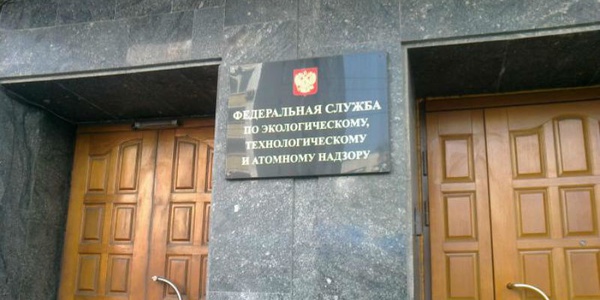 ФЕДЕРАЛЬНАЯ СЛУЖБА
ПО ЭКОЛОГИЧЕСКОМУ,
ТЕХНОЛОГИЧЕСКОМУ
И АТОМНОМУ НАДЗОРУ